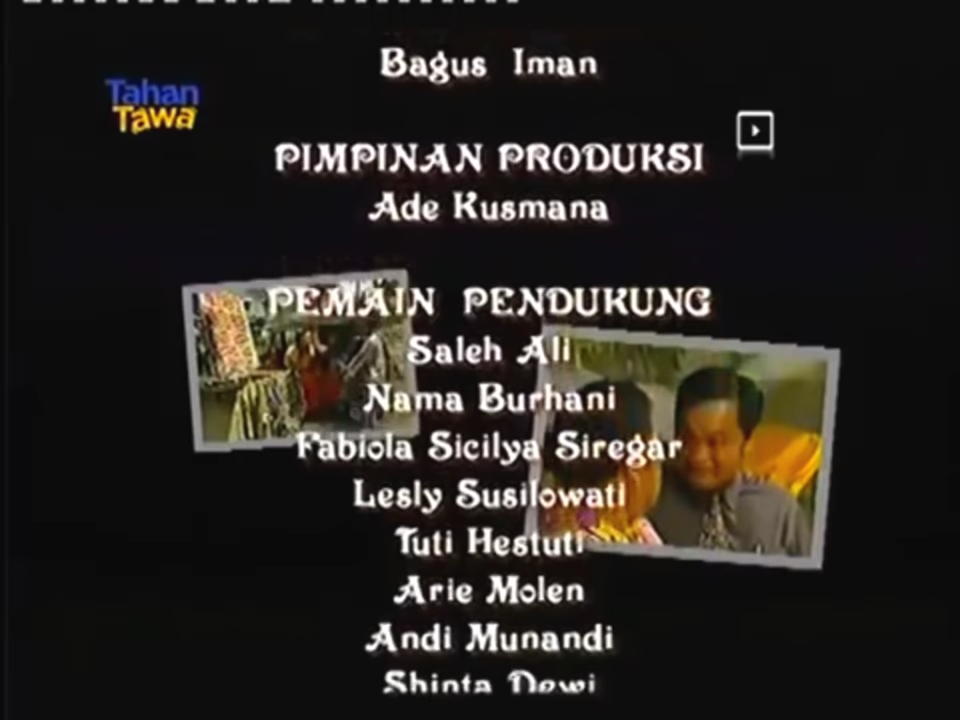 Bagus Iman
Tahan
Tawa
PIMPINAN PRODUKSI
Ade Kusmana
PEMAIN PENDUKUNG
Saleh Ali
Nama Burhani
Fabiola Sicilya Siregar
Lesly Susilowati
Tuti Hestuti
Arie Molen
Andi Munandi
Shinta Dewi